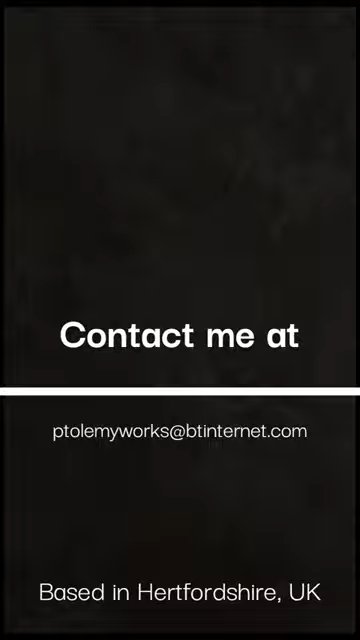 Contact me at
ptolemyworks@btinternet.com
Based in Hertfordshire, UK